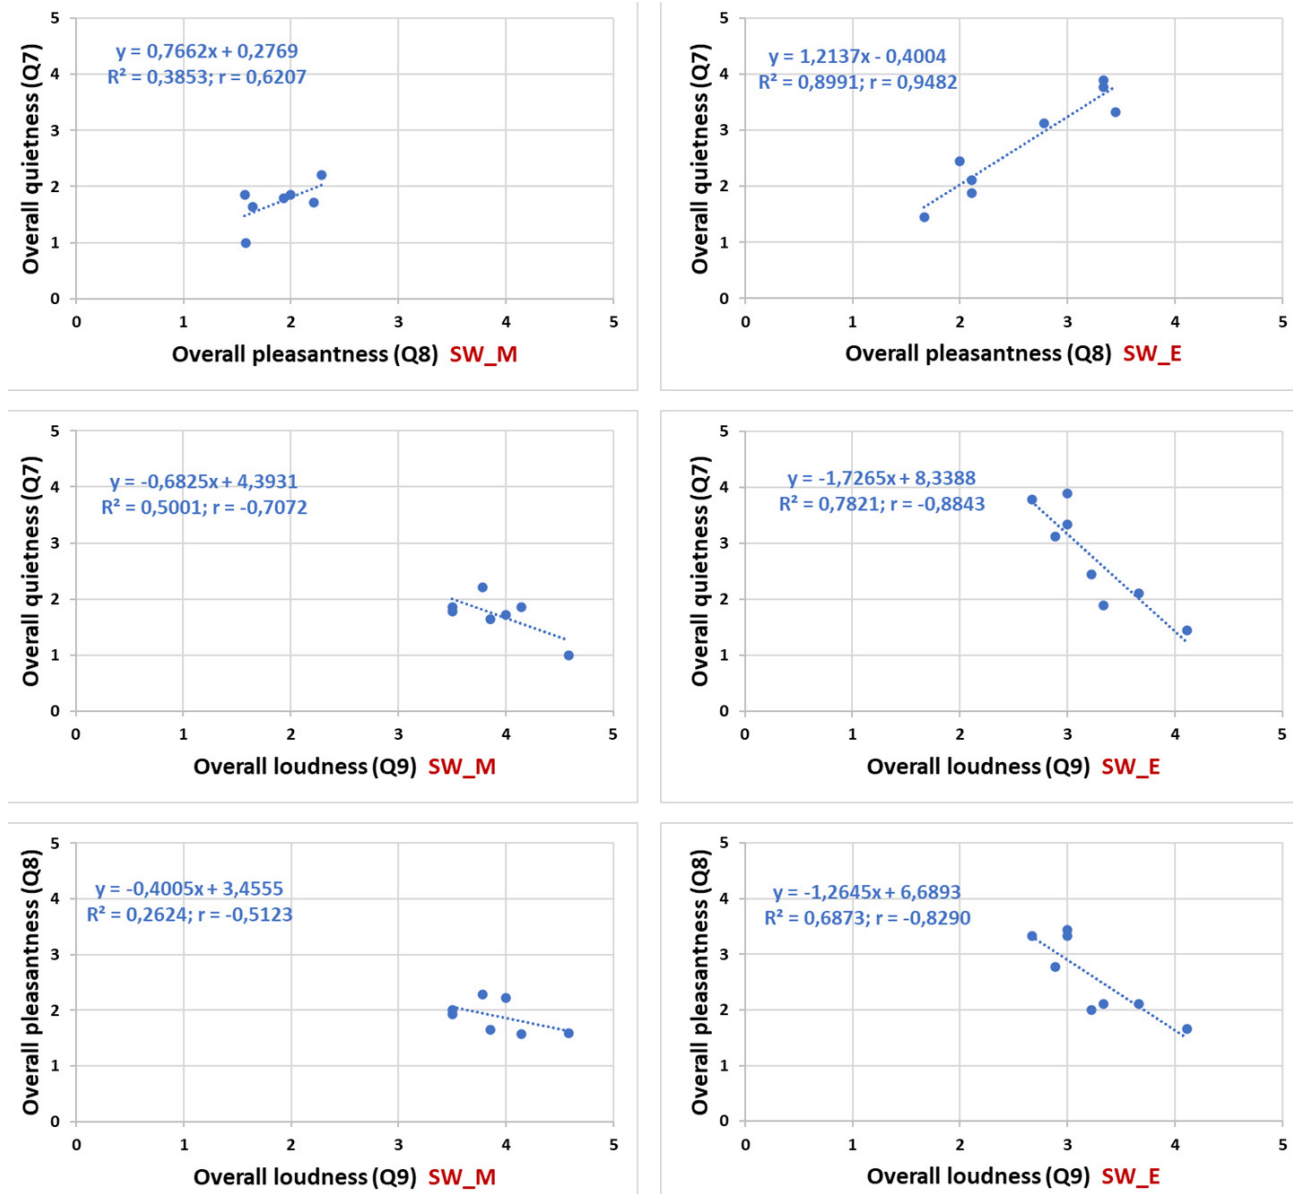 y = 0,7662x + 0,2769
R² = 0,3853; r = 0,6207
Overall quietness (Q7)
5
4
3
2
1
0
0 1 2 3 4 5
Overall pleasantness (Q8) SW_M
y = 1,2137x - 0,4004
R² = 0,8991; r = 0,9482
Overall quietness (Q7)
5
4
3
2
1
0
0 1 2 3 4 5
Overall pleasantness (Q8) SW_E
y = -0,6825x + 4,3931
R² = 0,5001; r = -0,7072
Overall quietness (Q7)
5
4
3
2
1
0
0 1 2 3 4 5
Overall loudness (Q9) SW_M
y = -1,7265x + 8,3388
R² = 0,7821; r = -0,8843
Overall quietness (Q7)
5
4
3
2
1
0
0 1 2 3 4 5
Overall loudness (Q9) SW_E
y = -0,4005x + 3,4555
R² = 0,2624; r = -0,5123
Overall pleasantness (Q8)
5
4
3
2
1
0
0 1 2 3 4 5
Overall loudness (Q9) SW_M
y = -1,2645x + 6,6893
R² = 0,6873; r = -0,8290
Overall pleasantness (Q8)
5
4
3
2
1
0
0 1 2 3 4 5
Overall loudness (Q9) SW_E